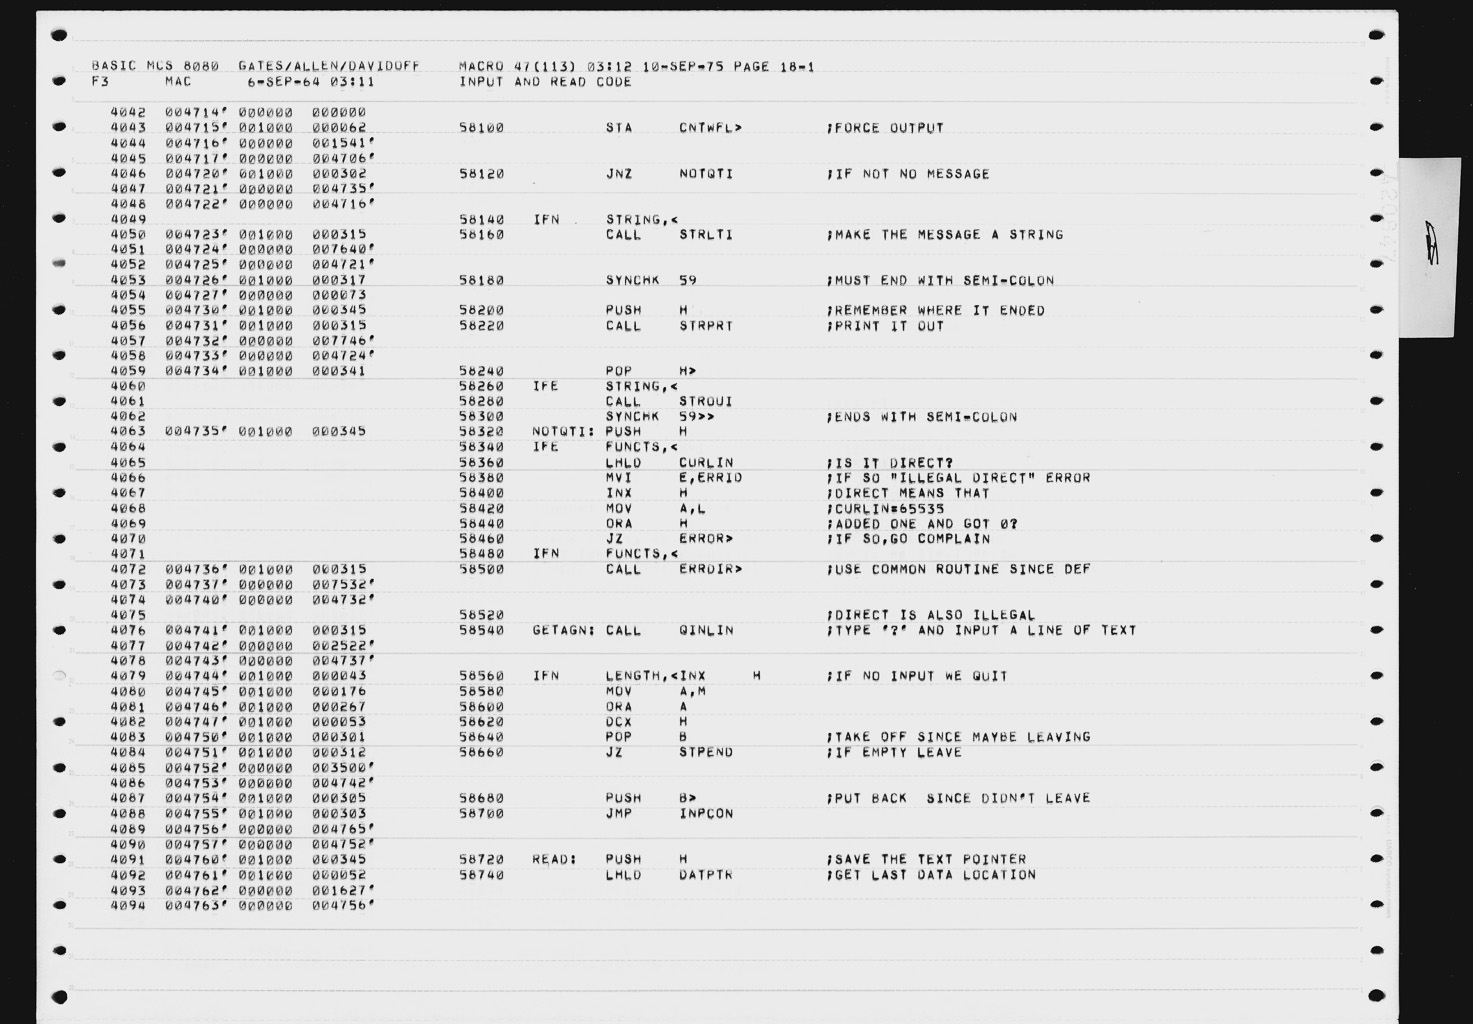 BASIC MCS 8080  GATES/ALLEN/DAVIDOFF    MACRO 47(113) 03:12 10-SEP-75 PAGE 18-1
F3      MAC      6-SEP-64 03:11         INPUT AND READ CODE
4042  004714' 000000  000000
4043  004715' 001000  000062    58100           STA     CNTWFL>         ;FORCE OUTPUT
4044  004716' 000000  001541'
4045  004717' 000000  004706'
4046  004720' 001000  000302    58120           JNZ     NOTQTI          ;IF NOT NO MESSAGE
4047  004721' 000000  004735'
4048  004722' 000000  004716'
4049                            58140   IFN     STRING,<
4050  004723' 001000  000315    58160           CALL    STRLTI          ;MAKE THE MESSAGE A STRING
4051  004724' 000000  007640'
4052  004725' 000000  004721'
4053  004726' 001000  000317    58180           SYNCHK  59              ;MUST END WITH SEMI-COLON
4054  004727' 000000  000073
4055  004730' 001000  000345    58200           PUSH    H               ;REMEMBER WHERE IT ENDED
4056  004731' 001000  000315    58220           CALL    STRPRT          ;PRINT IT OUT
4057  004732' 000000  007746'
4058  004733' 000000  004724'
4059  004734' 001000  000341    58240           POP     H>
4060                            58260   IFE     STRING,<
4061                            58280           CALL    STROUI
4062                            58300           SYNCHK  59>>            ;ENDS WITH SEMI-COLON
4063  004735' 001000  000345    58320   NOTQTI: PUSH    H
4064                            58340   IFE     FUNCTS,<
4065                            58360           LHLD    CURLIN          ;IS IT DIRECT?
4066                            58380           MVI     E,ERRID         ;IF SO "ILLEGAL DIRECT" ERROR
4067                            58400           INX     H               ;DIRECT MEANS THAT
4068                            58420           MOV     A,L             ;CURLIN=65535
4069                            58440           ORA     H               ;ADDED ONE AND GOT 0?
4070                            58460           JZ      ERROR>          ;IF SO,GO COMPLAIN
4071                            58480   IFN     FUNCTS,<
4072  004736' 001000  000315    58500           CALL    ERRDIR>         ;USE COMMON ROUTINE SINCE DEF
4073  004737' 000000  007532'
4074  004740' 000000  004732'
4075                            58520                                   ;DIRECT IS ALSO ILLEGAL
4076  004741' 001000  000315    58540   GETAGN: CALL    QINLIN          ;TYPE "?" AND INPUT A LINE OF TEXT
4077  004742' 000000  002522'
4078  004743' 000000  004737'
4079  004744' 001000  000043    58560   IFN     LENGTH,<INX     H       ;IF NO INPUT WE QUIT
4080  004745' 001000  000176    58580           MOV     A,M
4081  004746' 001000  000267    58600           ORA     A
4082  004747' 001000  000053    58620           DCX     H
4083  004750' 001000  000301    58640           POP     B               ;TAKE OFF SINCE MAYBE LEAVING
4084  004751' 001000  000312    58660           JZ      STPEND          ;IF EMPTY LEAVE
4085  004752' 000000  003500'
4086  004753' 000000  004742'
4087  004754' 001000  000305    58680           PUSH    B>              ;PUT BACK  SINCE DIDN'T LEAVE
4088  004755' 001000  000303    58700           JMP     INPCON
4089  004756' 000000  004765'
4090  004757' 000000  004752'
4091  004760' 001000  000345    58720   READ:   PUSH    H               ;SAVE THE TEXT POINTER
4092  004761' 001000  000052    58740           LHLD    DATPTR          ;GET LAST DATA LOCATION
4093  004762' 000000  001627'
4094  004763' 000000  004756'